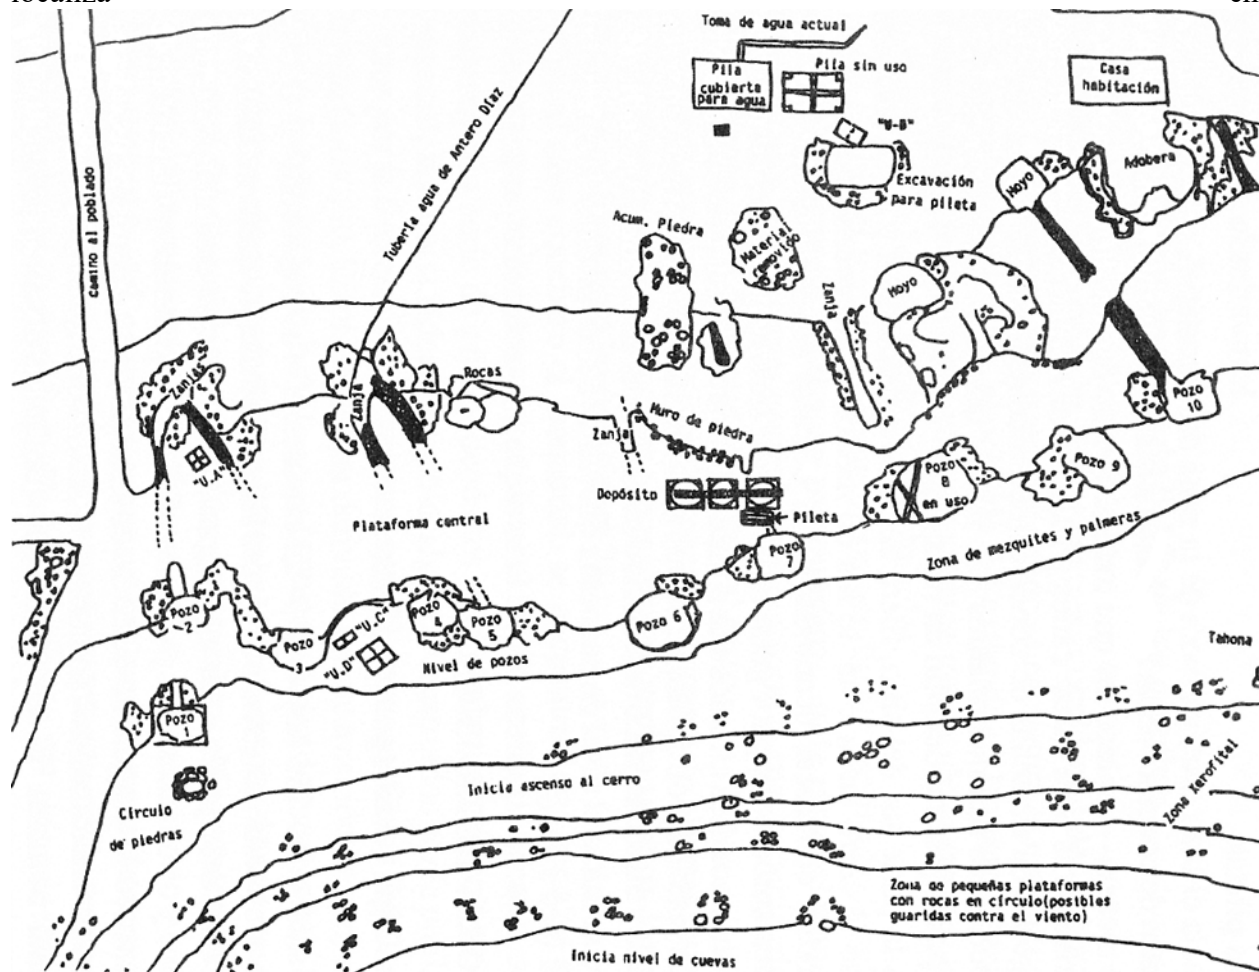 localiza en
Toma de agua actual
Pila
cubierta
para agua
Pila sin uso
Casa
habitación
"U-B"
Camino al poblado
Tubería agua de Antero Díaz
Excavación
para pileta
Hoyo
Adobera
Acum. Piedra
Material
removido
Hoyo
Zanja
Zanjas
Zanja
Rocas
Zanja
Muro de piedra
Pozo
10
"U.A"
Pozo 9
Pozo
8
en uso
Depósito
Pileta
Plataforma central
Pozo
7
Zona de mezquites y palmeras
Pozo
2
Pozo
3
"U.C"
"U.D"
Pozo
4
Pozo
5
Pozo 6
Nivel de pozos
Tahona
Pozo
1
Inicia ascenso al cerro
Zona Xerofital
Círculo
de piedras
Zona de pequeñas plataformas
con rocas en círculo(posibles
guaridas contra el viento)
Inicia nivel de cuevas